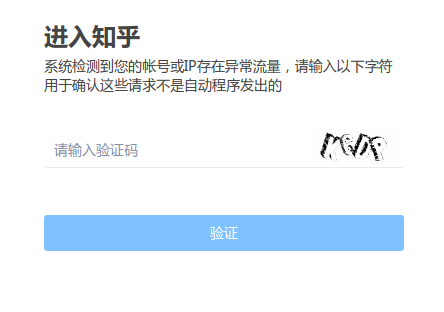 进入知乎
系统检测到您的帐号或IP存在异常流量，请输入以下字符
用于确认这些请求不是自动程序发出的
请输入验证码
验证